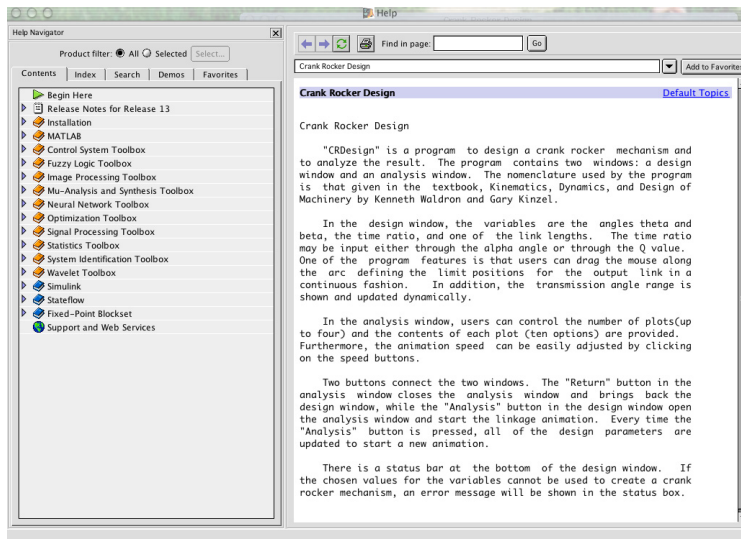 Help
Help Navigator
Product filter: All Selected Select...
Contents Index Search Demos Favorites
Begin Here
Release Notes for Release 13
Installation
MATLAB
Control System Toolbox
Fuzzy Logic Toolbox
Image Processing Toolbox
Mu-Analysis and Synthesis Toolbox
Neural Network Toolbox
Optimization Toolbox
Signal Processing Toolbox
Statistics Toolbox
System Identification Toolbox
Wavelet Toolbox
Simulink
Stateflow
Fixed-Point Blockset
Support and Web Services
Find in page: Go
Crank Rocker Design Add to Favorites
Crank Rocker Design Default Topics
Crank Rocker Design
"CRDesign" is a program to design a crank rocker mechanism and
to analyze the result. The program contains two windows: a design
window and an analysis window. The nomenclature used by the program
is that given in the textbook, Kinematics, Dynamics, and Design of
Machinery by Kenneth Waldron and Gary Kinzel.
In the design window, the variables are the angles theta and
beta, the time ratio, and one of the link lengths. The time ratio
may be input either through the alpha angle or through the Q value.
One of the program features is that users can drag the mouse along
the arc defining the limit positions for the output link in a
continuous fashion. In addition, the transmission angle range is
shown and updated dynamically.
In the analysis window, users can control the number of plots(up
to four) and the contents of each plot (ten options) are provided.
Furthermore, the animation speed can be easily adjusted by clicking
on the speed buttons.
Two buttons connect the two windows. The "Return" button in the
analysis window closes the analysis window and brings back the
design window, while the "Analysis" button in the design window open
the analysis window and start the linkage animation. Every time the
"Analysis" button is pressed, all of the design parameters are
updated to start a new animation.
There is a status bar at the bottom of the design window. If
the chosen values for the variables cannot be used to create a crank
rocker mechanism, an error message will be shown in the status box.